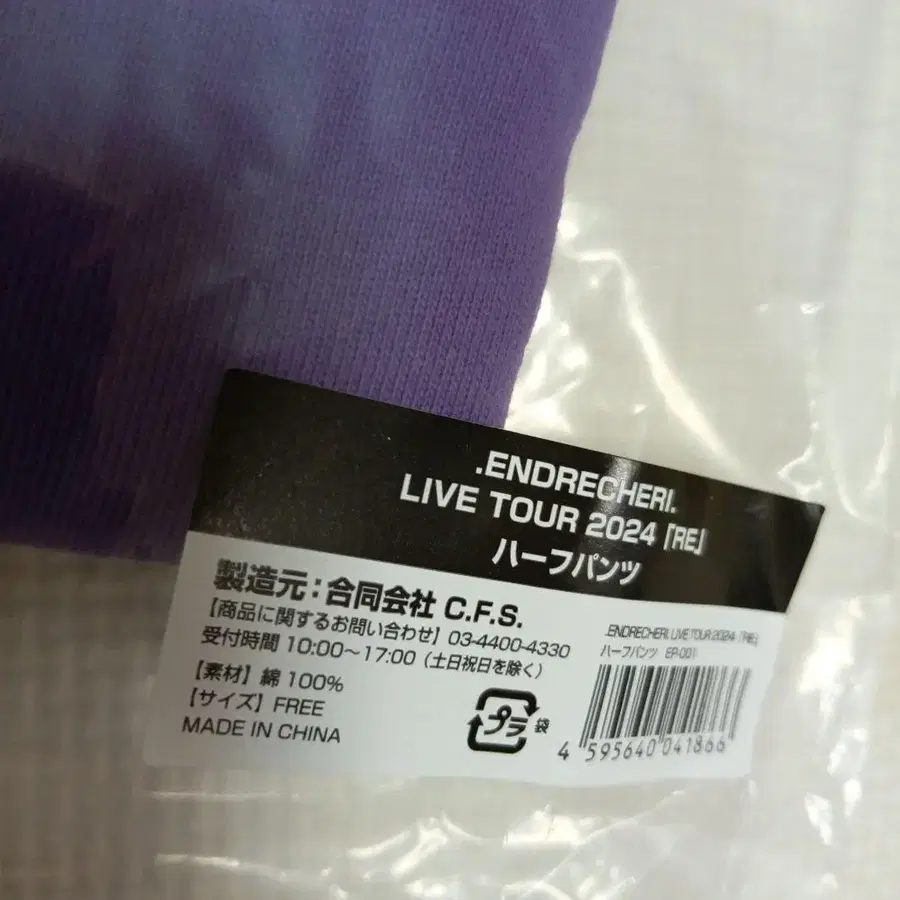 .ENDRECHERI.
LIVE TOUR 2024「RE」
ハーフパンツ
製造元：合同会社 C.F.S.
【商品に関するお問い合わせ】03-4400-4330
受付時間 10:00～17:00（土日祝日を除く）
【素材】綿 100%
【サイズ】FREE
MADE IN CHINA
プラ
袋
.ENDRECHERI. LIVE TOUR 2024「RE」
ハーフパンツ EP-001
4 595640 041866